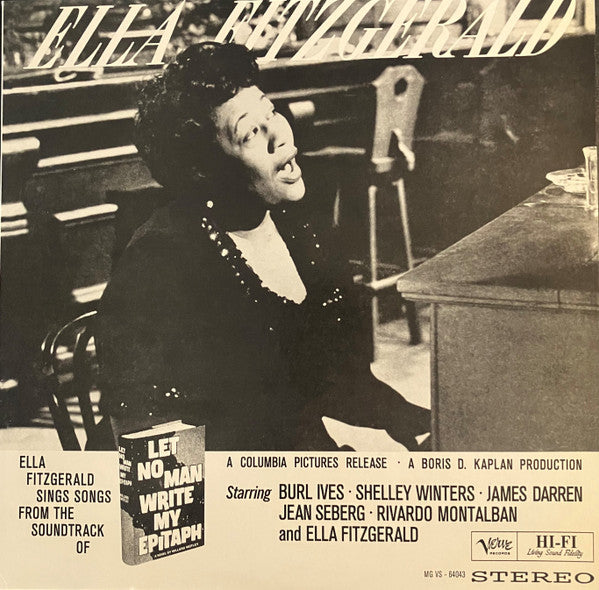 ELLA FITZGERALD
ELLA
FITZGERALD
SINGS SONGS
FROM THE
SOUNDTRACK
OF
LET
NO
MAN
WRITE
MY
EPITAPH
A COLUMBIA PICTURES RELEASE · A BORIS D. KAPLAN PRODUCTION
Starring BURL IVES · SHELLEY WINTERS · JAMES DARREN
JEAN SEBERG · RIVARDO MONTALBAN
and ELLA FITZGERALD
Verve
RECORDS
HI-FI
Living Sound Fidelity
MG VS - 64043 STEREO